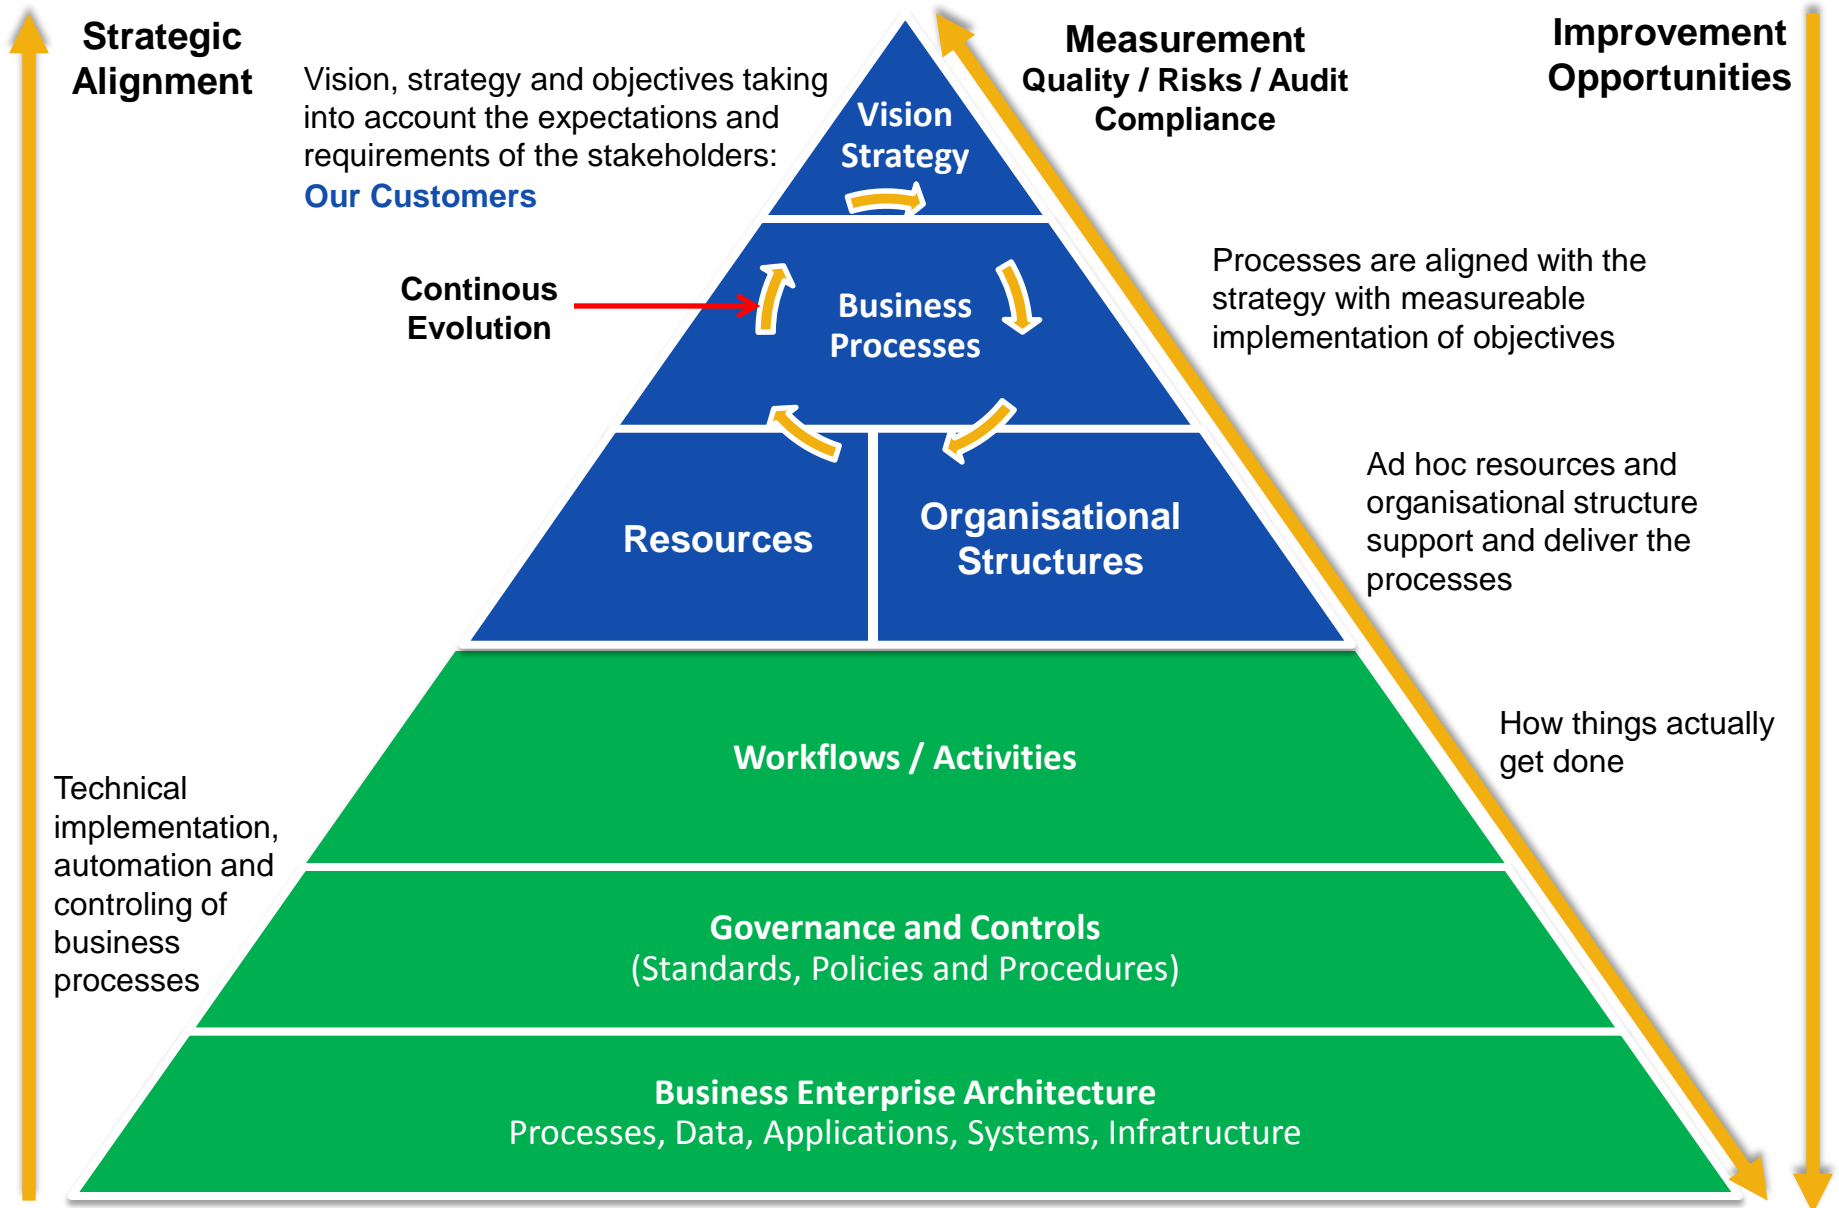 Strategic
Alignment
Vision, strategy and objectives taking
into account the expectations and
requirements of the stakeholders:
Our Customers
Measurement
Quality / Risks / Audit
Compliance
Improvement
Opportunities
Vision
Strategy
Continous
Evolution
Business
Processes
Processes are aligned with the
strategy with measureable
implementation of objectives
Resources
Organisational
Structures
Ad hoc resources and
organisational structure
support and deliver the
processes
Workflows / Activities
How things actually
get done
Technical
implementation,
automation and
controling of
business
processes
Governance and Controls
(Standards, Policies and Procedures)
Business Enterprise Architecture
Processes, Data, Applications, Systems, Infratructure